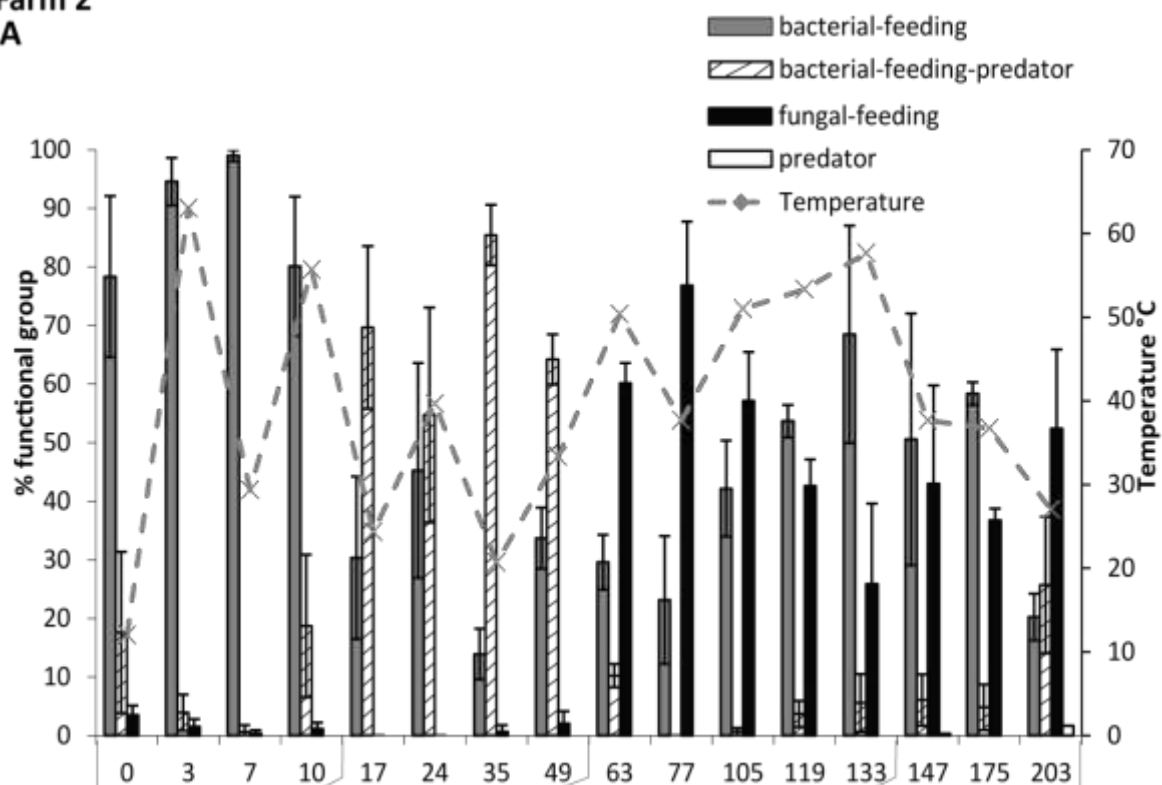 Farm 2
A
bacterial-feeding
bacterial-feeding-predator
fungal-feeding
predator
Temperature
100
90
80
70
60
50
40
30
20
10
0
% functional group
70
60
50
40
30
20
10
0
Temperature °C
0 3 7 10 17 24 35 49 63 77 105 119 133 147 175 203